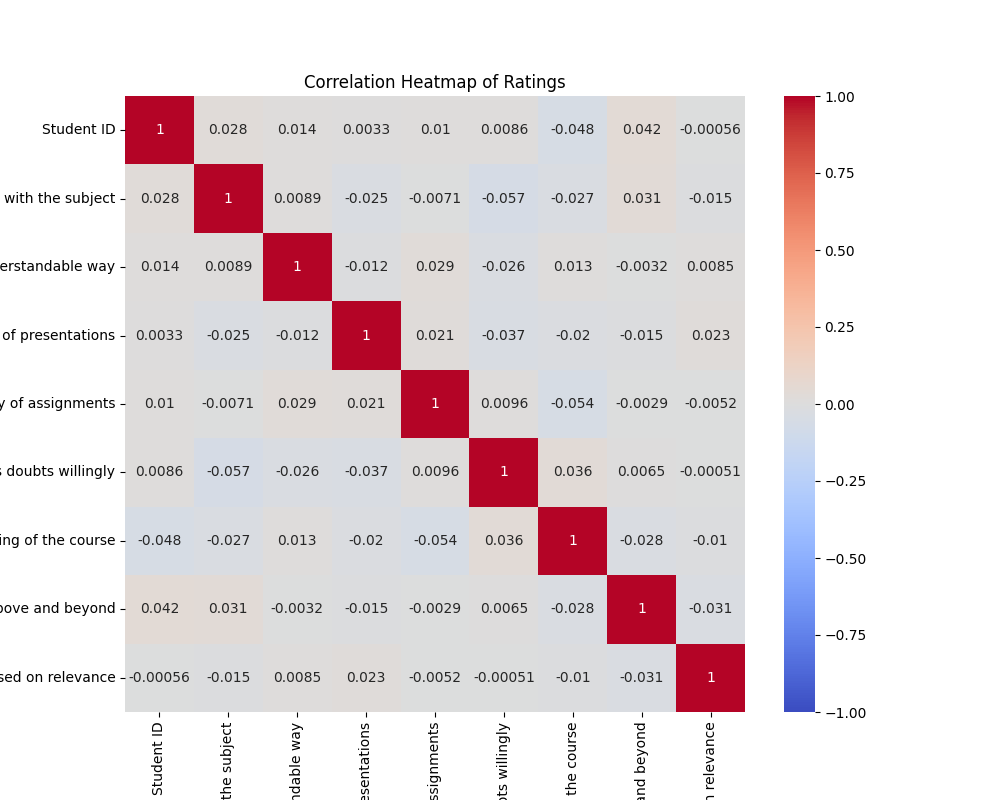 Correlation Heatmap of Ratings
Student ID 1 0.028 0.014 0.0033 0.01 0.0086 -0.048 0.042 -0.00056
with the subject 0.028 1 0.0089 -0.025 -0.0071 -0.057 -0.027 0.031 -0.015
erstandable way 0.014 0.0089 1 -0.012 0.029 -0.026 0.013 -0.0032 0.0085
of presentations 0.0033 -0.025 -0.012 1 0.021 -0.037 -0.02 -0.015 0.023
y of assignments 0.01 -0.0071 0.029 0.021 1 0.0096 -0.054 -0.0029 -0.0052
s doubts willingly 0.0086 -0.057 -0.026 -0.037 0.0096 1 0.036 0.0065 -0.00051
ing of the course -0.048 -0.027 0.013 -0.02 -0.054 0.036 1 -0.028 -0.01
ove and beyond 0.042 0.031 -0.0032 -0.015 -0.0029 0.0065 -0.028 1 -0.031
sed on relevance -0.00056 -0.015 0.0085 0.023 -0.0052 -0.00051 -0.01 -0.031 1
Student ID
the subject
ndable way
esentations
ssignments
ots willingly
the course
and beyond
n relevance
1.00
0.75
0.50
0.25
0.00
−0.25
−0.50
−0.75
−1.00